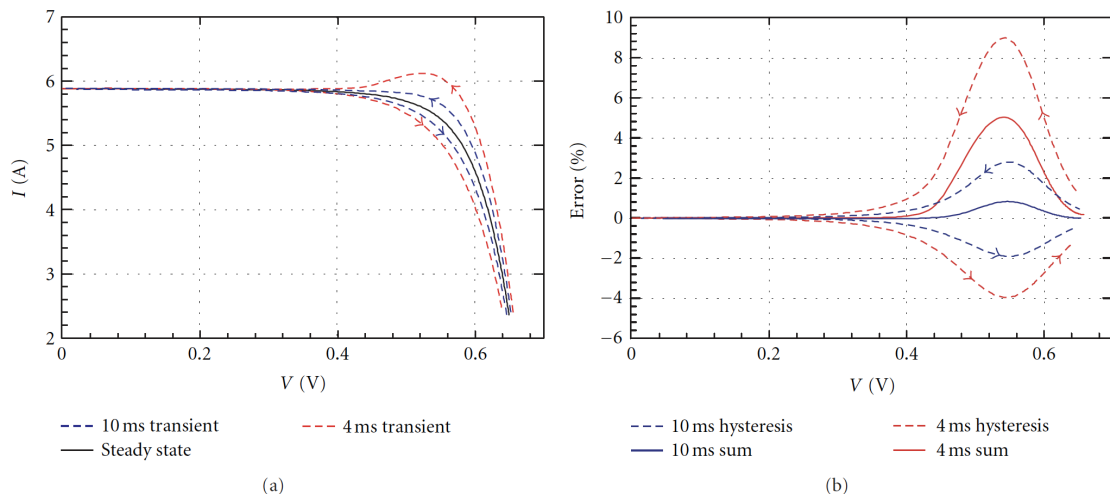 7
6
5
4
3
2
I (A)
0
0.2
0.4
0.6
V (V)
10 ms transient
4 ms transient
Steady state
(a)
10
8
6
4
2
0
−2
−4
−6
Error (%)
0
0.2
0.4
0.6
V (V)
10 ms hysteresis
4 ms hysteresis
10 ms sum
4 ms sum
(b)